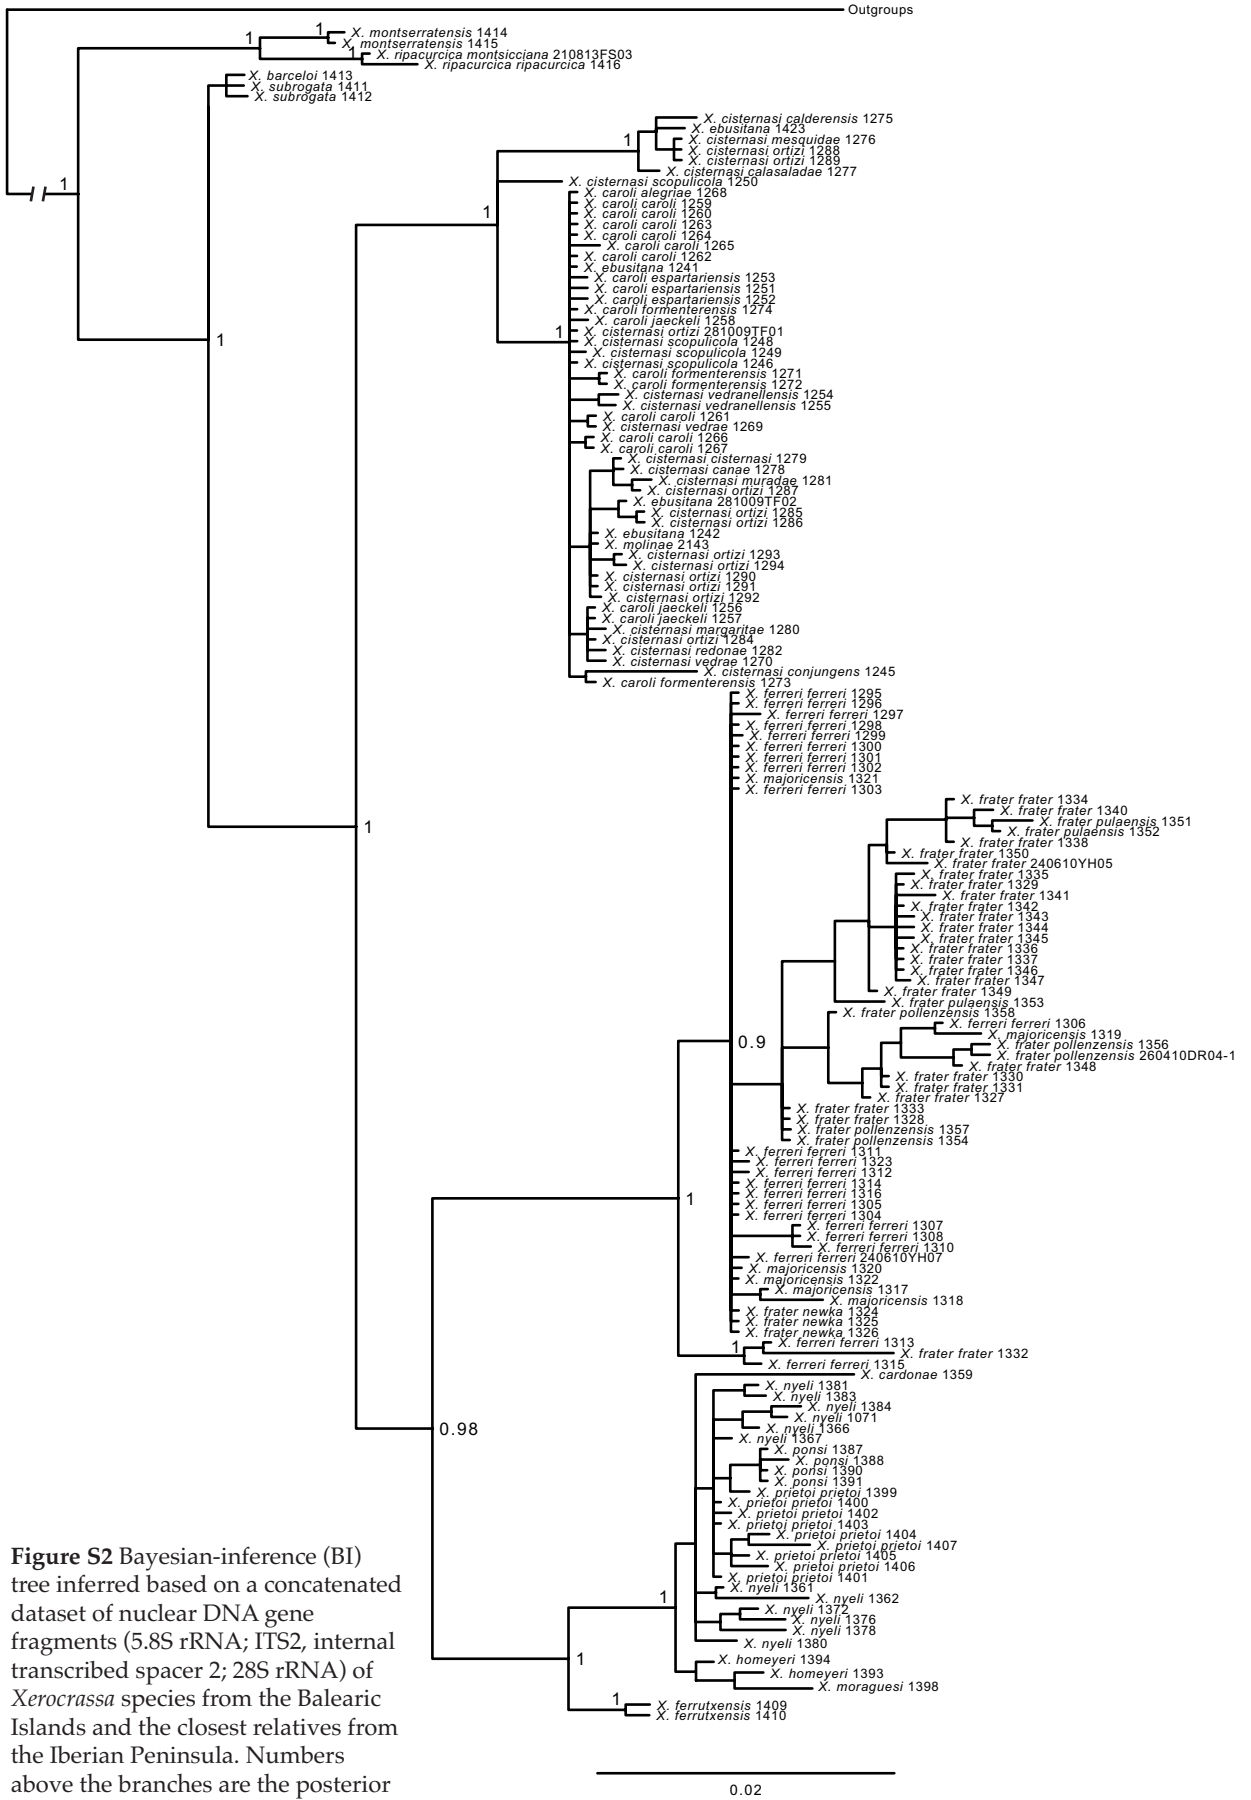 Outgroups
1
X. montserratensis 1414
1
X. montserratensis 1415
1
X. ripacurcica montsicciana 210813FS03
X. ripacurcica ripacurcica 1416
X. barceloi 1413
X. subrogata 1411
X. subrogata 1412
X. cisternasi calderensis 1275
X. ebusitana 1423
1
X. cisternasi mesquidae 1276
X. cisternasi ortizi 1288
X. cisternasi ortizi 1289
X. cisternasi calasaladae 1277
1
X. cisternasi scopulicola 1250
X. caroli alegriae 1268
X. caroli caroli 1259
1
X. caroli caroli 1260
X. caroli caroli 1263
X. caroli caroli 1264
X. caroli caroli 1265
X. caroli caroli 1262
X. ebusitana 1241
X. caroli espartariensis 1253
X. caroli espartariensis 1251
X. caroli espartariensis 1252
X. caroli formenterensis 1274
X. caroli jaeckeli 1258
1
X. cisternasi ortizi 281009TF01
1
X. cisternasi scopulicola 1248
X. cisternasi scopulicola 1249
X. cisternasi scopulicola 1246
X. caroli formenterensis 1271
X. caroli formenterensis 1272
X. cisternasi vedranellensis 1254
X. cisternasi vedranellensis 1255
X. caroli caroli 1261
X. cisternasi vedrae 1269
X. caroli caroli 1266
X. caroli caroli 1267
X. cisternasi cisternasi 1279
X. cisternasi canae 1278
X. cisternasi muradae 1281
X. cisternasi ortizi 1287
X. ebusitana 281009TF02
X. cisternasi ortizi 1285
X. cisternasi ortizi 1286
X. ebusitana 1242
X. molinae 2143
X. cisternasi ortizi 1293
X. cisternasi ortizi 1294
X. cisternasi ortizi 1290
X. cisternasi ortizi 1291
X. cisternasi ortizi 1292
X. caroli jaeckeli 1256
X. caroli jaeckeli 1257
X. cisternasi margaritae 1280
X. cisternasi ortizi 1284
X. cisternasi redonae 1282
X. cisternasi vedrae 1270
X. cisternasi conjungens 1245
X. caroli formenterensis 1273
X. ferreri ferreri 1295
X. ferreri ferreri 1296
X. ferreri ferreri 1297
X. ferreri ferreri 1298
X. ferreri ferreri 1299
X. ferreri ferreri 1300
X. ferreri ferreri 1301
X. ferreri ferreri 1302
X. majoricensis 1321
X. ferreri ferreri 1303
X. frater frater 1334
X. frater frater 1340
X. frater pulaensis 1351
1
X. frater pulaensis 1352
X. frater frater 1338
X. frater frater 1350
X. frater frater 240610YH05
X. frater frater 1335
X. frater frater 1329
X. frater frater 1341
X. frater frater 1342
X. frater frater 1343
X. frater frater 1344
X. frater frater 1345
X. frater frater 1336
X. frater frater 1337
X. frater frater 1346
X. frater frater 1347
X. frater frater 1349
X. frater pulaensis 1353
X. frater pollenzensis 1358
X. ferreri ferreri 1306
X. majoricensis 1319
0.9
X. frater pollenzensis 1356
X. frater pollenzensis 260410DR04-1
X. frater frater 1348
X. frater frater 1330
X. frater frater 1331
X. frater frater 1327
X. frater frater 1333
X. frater frater 1328
X. frater pollenzensis 1357
X. frater pollenzensis 1354
X. ferreri ferreri 1311
X. ferreri ferreri 1323
X. ferreri ferreri 1312
X. ferreri ferreri 1314
X. ferreri ferreri 1316
1
X. ferreri ferreri 1305
X. ferreri ferreri 1304
X. ferreri ferreri 1307
X. ferreri ferreri 1308
X. ferreri ferreri 1310
X. ferreri ferreri 240610YH07
X. majoricensis 1320
X. majoricensis 1322
X. majoricensis 1317
X. majoricensis 1318
X. frater newka 1324
X. frater newka 1325
X. frater newka 1326
X. ferreri ferreri 1313
1
X. frater frater 1332
X. ferreri ferreri 1315
X. cardonae 1359
X. nyeli 1381
X. nyeli 1383
X. nyeli 1384
X. nyeli 1071
X. nyeli 1366
0.98
X. nyeli 1367
X. ponsi 1387
X. ponsi 1388
X. ponsi 1390
X. ponsi 1391
X. prietoi prietoi 1399
X. prietoi prietoi 1400
X. prietoi prietoi 1402
X. prietoi prietoi 1403
X. prietoi prietoi 1404
X. prietoi prietoi 1407
X. prietoi prietoi 1405
X. prietoi prietoi 1406
X. prietoi prietoi 1401
X. nyeli 1361
1
X. nyeli 1362
X. nyeli 1372
X. nyeli 1376
X. nyeli 1378
X. nyeli 1380
1
X. homeyeri 1394
X. homeyeri 1393
X. moraguesi 1398
1
X. ferrutxensis 1409
X. ferrutxensis 1410
0.02
Figure S2 Bayesian-inference (BI)
tree inferred based on a concatenated
dataset of nuclear DNA gene
fragments (5.8S rRNA; ITS2, internal
transcribed spacer 2; 28S rRNA) of
Xerocrassa species from the Balearic
Islands and the closest relatives from
the Iberian Peninsula. Numbers
above the branches are the posterior